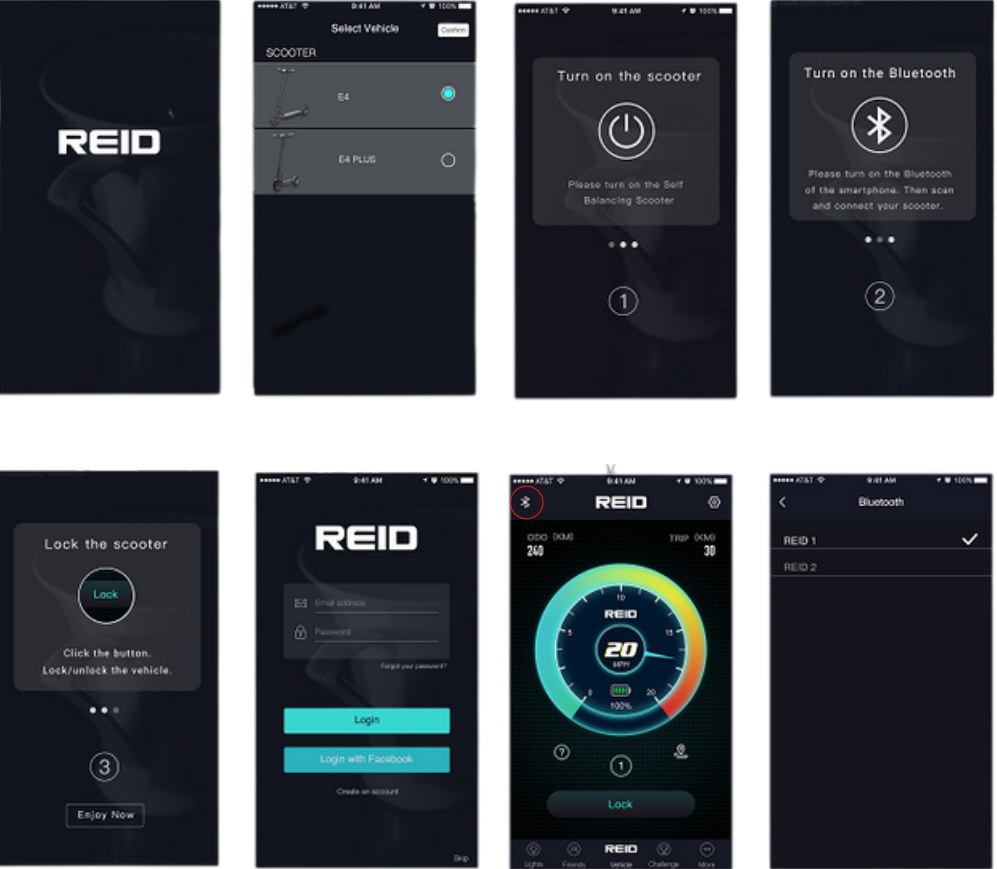 REID
AT&T 9:41 AM 100%
Select Vehicle
Confirm
SCOOTER
E4
E4 PLUS
AT&T 9:41 AM 100%
Turn on the scooter
Please turn on the Self
Balancing Scooter
1
Turn on the Bluetooth
Please turn on the Bluetooth
of the smartphone. Then scan
and connect your scooter.
2
Lock the scooter
Lock
Click the button.
Lock/unlock the vehicle.
3
Enjoy Now
AT&T 9:41 AM 100%
REID
Email address
Password
Forgot your password?
Login
Login with Facebook
Create an account
Skip
AT&T 9:41 AM 100%
REID
ODO (KM) TRIP (KM)
240 30
10
REID
5 15
20
MPH
0 20
100%
?
1
Lock
Lights Friends REID Vehicle Challenge More
AT&T 9:41 AM 100%
Bluetooth
REID 1
REID 2